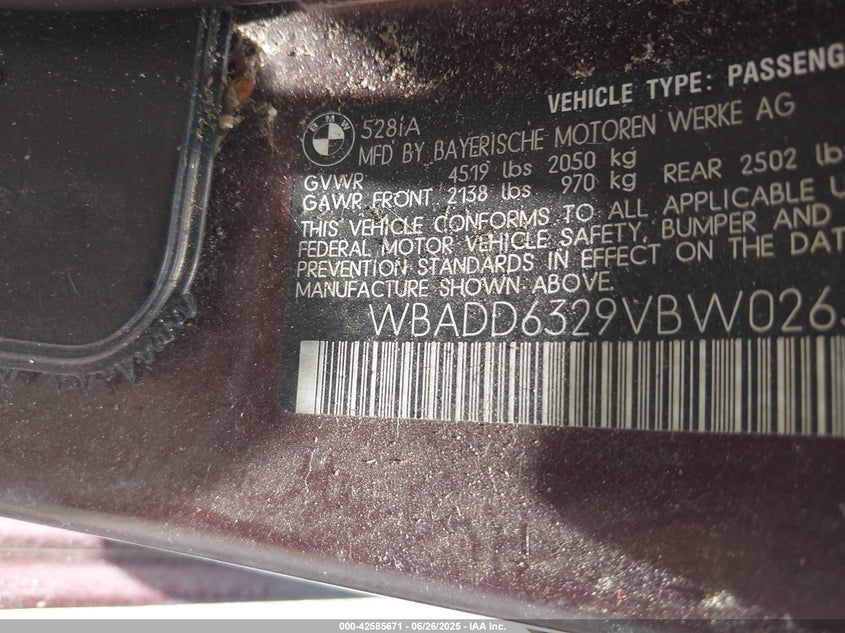 VEHICLE TYPE: PASSENG
BMW
528iA
MFD BY BAYERISCHE MOTOREN WERKE AG
GVWR 4519 lbs 2050 kg
GAWR FRONT 2138 lbs 970 kg REAR 2502 lb
THIS VEHICLE CONFORMS TO ALL APPLICABLE U
FEDERAL MOTOR VEHICLE SAFETY, BUMPER AND
PREVENTION STANDARDS IN EFFECT ON THE DAT
MANUFACTURE SHOWN ABOVE.
WBADD6329VBW026
000-42585671 - 06/26/2025 - IAA Inc.